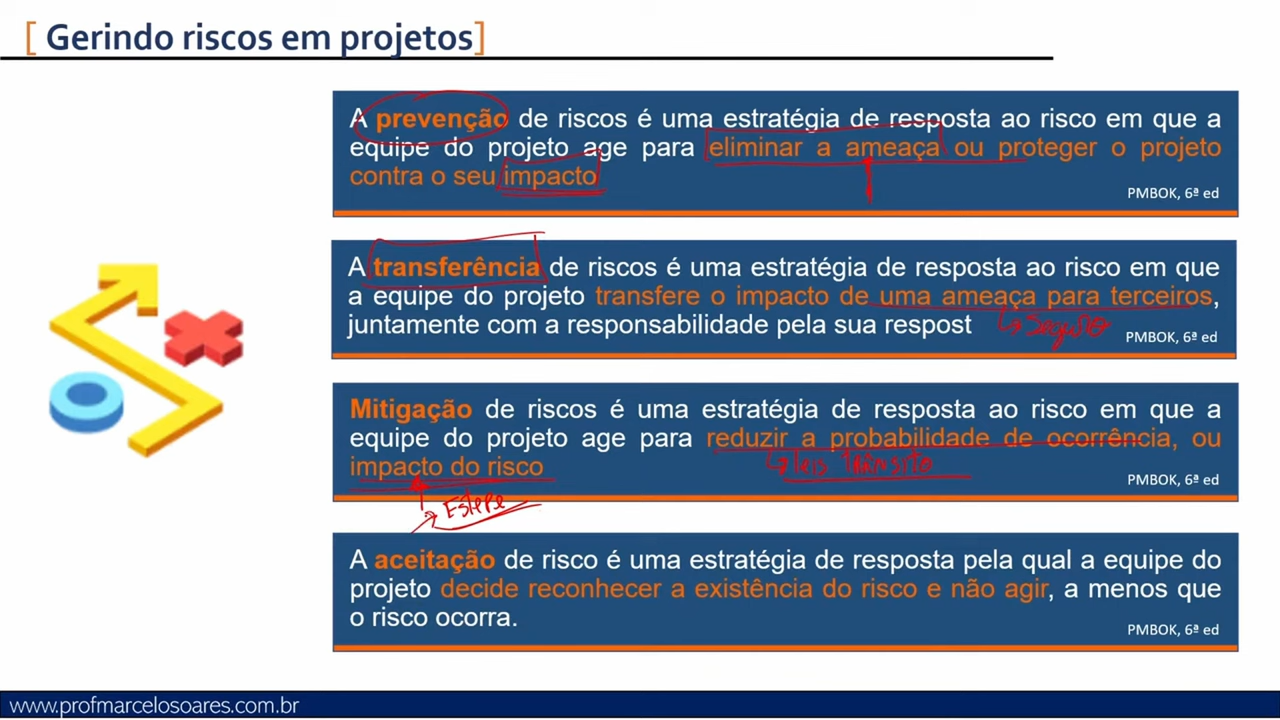 [ Gerindo riscos em projetos]
A prevenção de riscos é uma estratégia de resposta ao risco em que a
equipe do projeto age para eliminar a ameaça ou proteger o projeto
contra o seu impacto
PMBOK, 6ª ed
A transferência de riscos é uma estratégia de resposta ao risco em que
a equipe do projeto transfere o impacto de uma ameaça para terceiros,
juntamente com a responsabilidade pela sua respost
Seguro
PMBOK, 6ª ed
Mitigação de riscos é uma estratégia de resposta ao risco em que a
equipe do projeto age para reduzir a probabilidade de ocorrência, ou
impacto do risco
Leis Trânsito
PMBOK, 6ª ed
Estepe
A aceitação de risco é uma estratégia de resposta pela qual a equipe do
projeto decide reconhecer a existência do risco e não agir, a menos que
o risco ocorra.
PMBOK, 6ª ed
www.profmarcelosoares.com.br